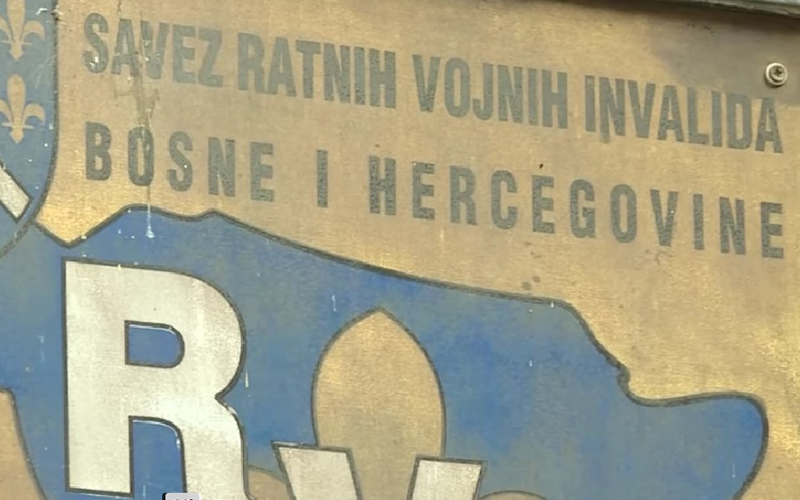 SAVEZ RATNIH VOJNIH INVALIDA
BOSNE I HERCEGOVINE
R V